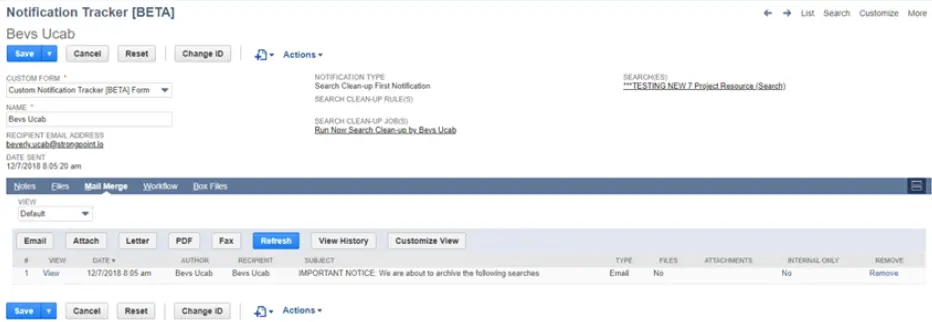 Notification Tracker [BETA]
List Search Customize More
Bevs Ucab
Save Cancel Reset Change ID Actions
CUSTOM FORM *
Custom Notification Tracker [BETA] Form
NAME *
Bevs Ucab
RECIPIENT EMAIL ADDRESS
beverly.ucab@strongpoint.io
DATE SENT
12/7/2018 8:05:20 am
NOTIFICATION TYPE
Search Clean-up First Notification
SEARCH CLEAN-UP RULE(S)
SEARCH CLEAN-UP JOB(S)
Run Now Search Clean-up by Bevs Ucab
SEARCH(ES)
***TESTING NEW 7 Project Resource (Search)
Notes Files Mail Merge Workflow Box Files
VIEW
Default
Email Attach Letter PDF Fax Refresh View History Customize View
# VIEW DATE AUTHOR RECIPIENT SUBJECT TYPE FILES ATTACHMENTS INTERNAL ONLY REMOVE
1 View 12/7/2018 8:05 am Bevs Ucab Bevs Ucab IMPORTANT NOTICE: We are about to archive the following searches Email No No Remove
Save Cancel Reset Change ID Actions